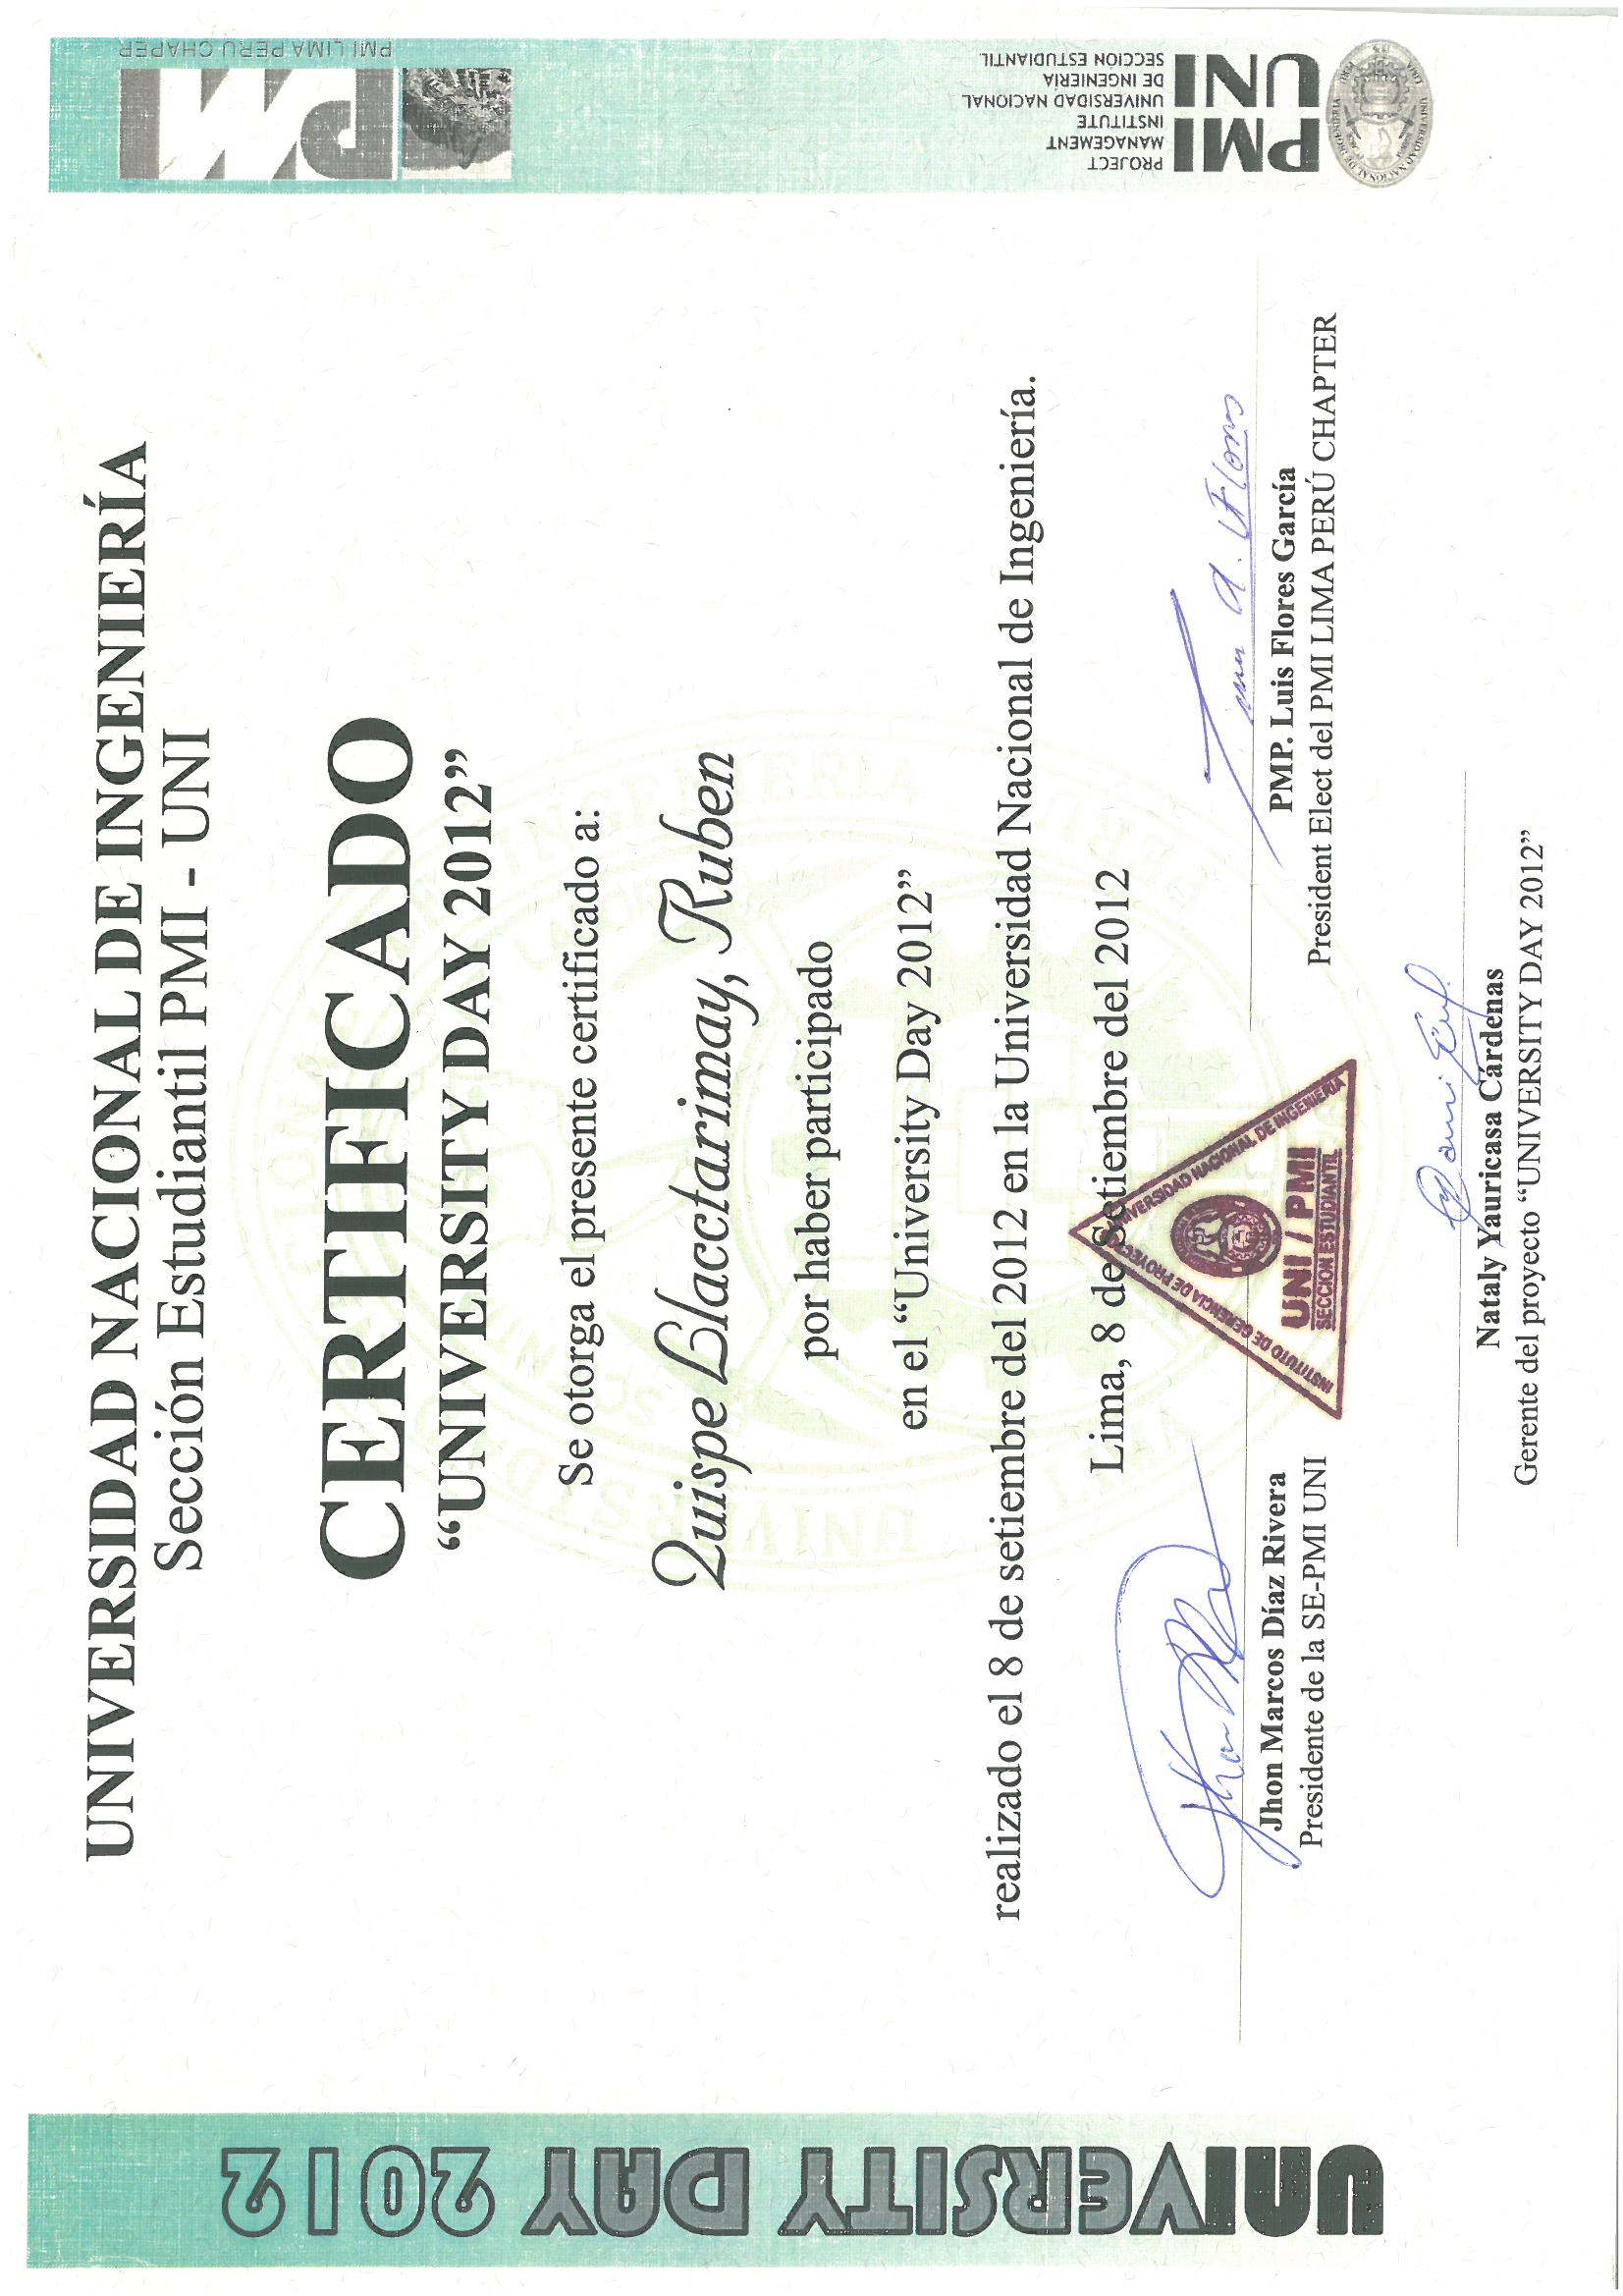 UNIVERSITY DAY 2012
UNIVERSIDAD NACIONAL DE INGENIERÍA
Sección Estudiantil PMI - UNI
CERTIFICADO
“UNIVERSITY DAY 2012”
Se otorga el presente certificado a:
Quispe Llacctarimay, Ruben
por haber participado
en el “University Day 2012”
realizado el 8 de setiembre del 2012 en la Universidad Nacional de Ingeniería.
Lima, 8 de Setiembre del 2012
Jhon Marcos Díaz Rivera
Presidente de la SE-PMI UNI
INSTITUTO DE GERENCIA DE PROYECTOS
UNIVERSIDAD NACIONAL DE INGENIERIA
UNI / PMI
SECCION ESTUDIANTIL
PMP. Luis Flores García
President Elect del PMI LIMA PERÚ CHAPTER
Nataly Yauricasa Cárdenas
Gerente del proyecto “UNIVERSITY DAY 2012”
PMI LIMA PERU CHAPER
PMI
UNI
PROJECT
MANAGEMENT
INSTITUTE
UNIVERSIDAD NACIONAL
DE INGENIERÍA
SECCION ESTUDIANTIL